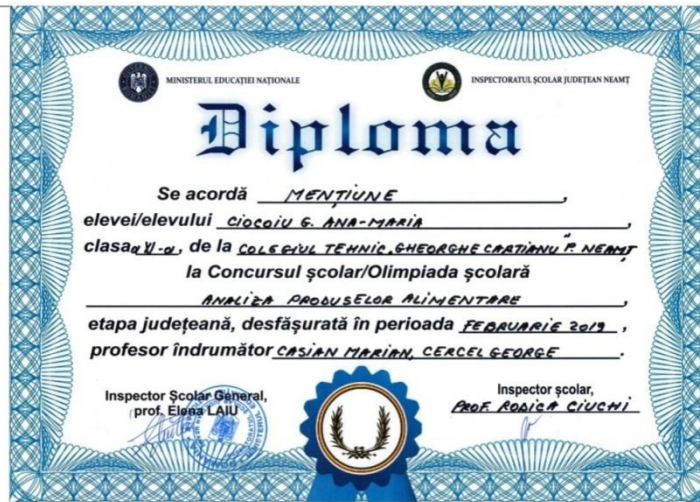 MINISTERUL EDUCAȚIEI NAȚIONALE
INSPECTORATUL ȘCOLAR JUDEȚEAN NEAMȚ
Diploma
Se acordă MENȚIUNE,
elevei/elevului CIOCOIU G. ANA-MARIA,
clasa a XI-a, de la COLEGIUL TEHNIC, GHEORGHE CARTIANU" P. NEAMȚ
la Concursul școlar/Olimpiada școlară
ANALIZA PRODUSELOR ALIMENTARE,
etapa județeană, desfășurată în perioada FEBRUARIE 2019,
profesor îndrumător CASIAN MARIAN, CERCEL GEORGE.
Inspector Școlar General,
prof. Elena LAIU
Inspector școlar,
PROF. RODICA CIUCHI